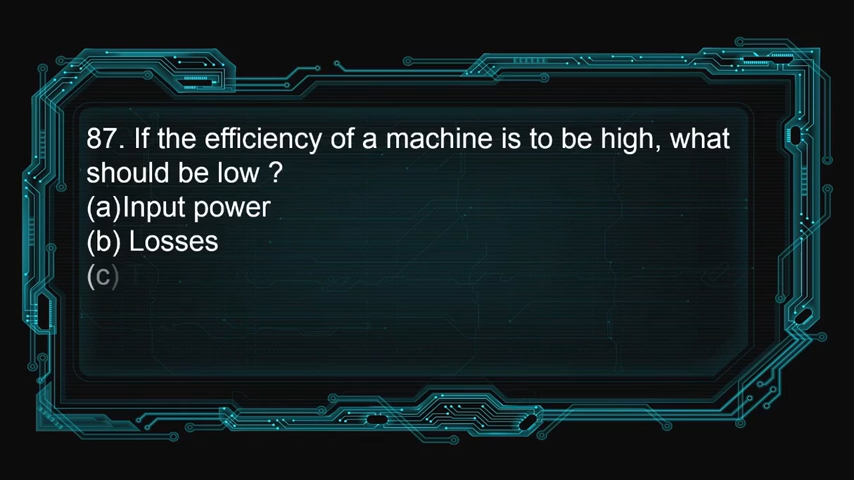 87. If the efficiency of a machine is to be high, what
should be low ?
(a)Input power
(b) Losses
(c)